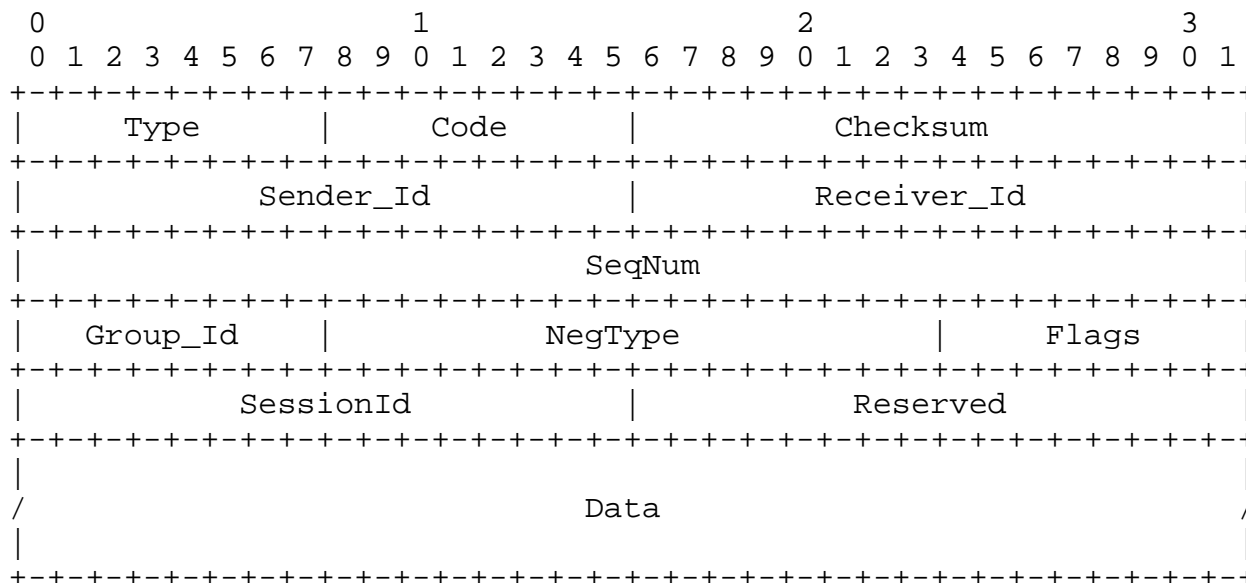 0                   1                   2                   3
 0 1 2 3 4 5 6 7 8 9 0 1 2 3 4 5 6 7 8 9 0 1 2 3 4 5 6 7 8 9 0 1
+-+-+-+-+-+-+-+-+-+-+-+-+-+-+-+-+-+-+-+-+-+-+-+-+-+-+-+-+-+-+-+-
|     Type      |     Code      |          Checksum             |
+-+-+-+-+-+-+-+-+-+-+-+-+-+-+-+-+-+-+-+-+-+-+-+-+-+-+-+-+-+-+-+-
|            Sender_Id          |         Receiver_Id           |
+-+-+-+-+-+-+-+-+-+-+-+-+-+-+-+-+-+-+-+-+-+-+-+-+-+-+-+-+-+-+-+-
|                             SeqNum                            |
+-+-+-+-+-+-+-+-+-+-+-+-+-+-+-+-+-+-+-+-+-+-+-+-+-+-+-+-+-+-+-+-
|   Group_Id    |           NegType             |     Flags     |
+-+-+-+-+-+-+-+-+-+-+-+-+-+-+-+-+-+-+-+-+-+-+-+-+-+-+-+-+-+-+-+-
|           SessionId           |           Reserved            |
+-+-+-+-+-+-+-+-+-+-+-+-+-+-+-+-+-+-+-+-+-+-+-+-+-+-+-+-+-+-+-+-
|                                                               |
/                             Data                              /
|                                                               |
+-+-+-+-+-+-+-+-+-+-+-+-+-+-+-+-+-+-+-+-+-+-+-+-+-+-+-+-+-+-+-+-